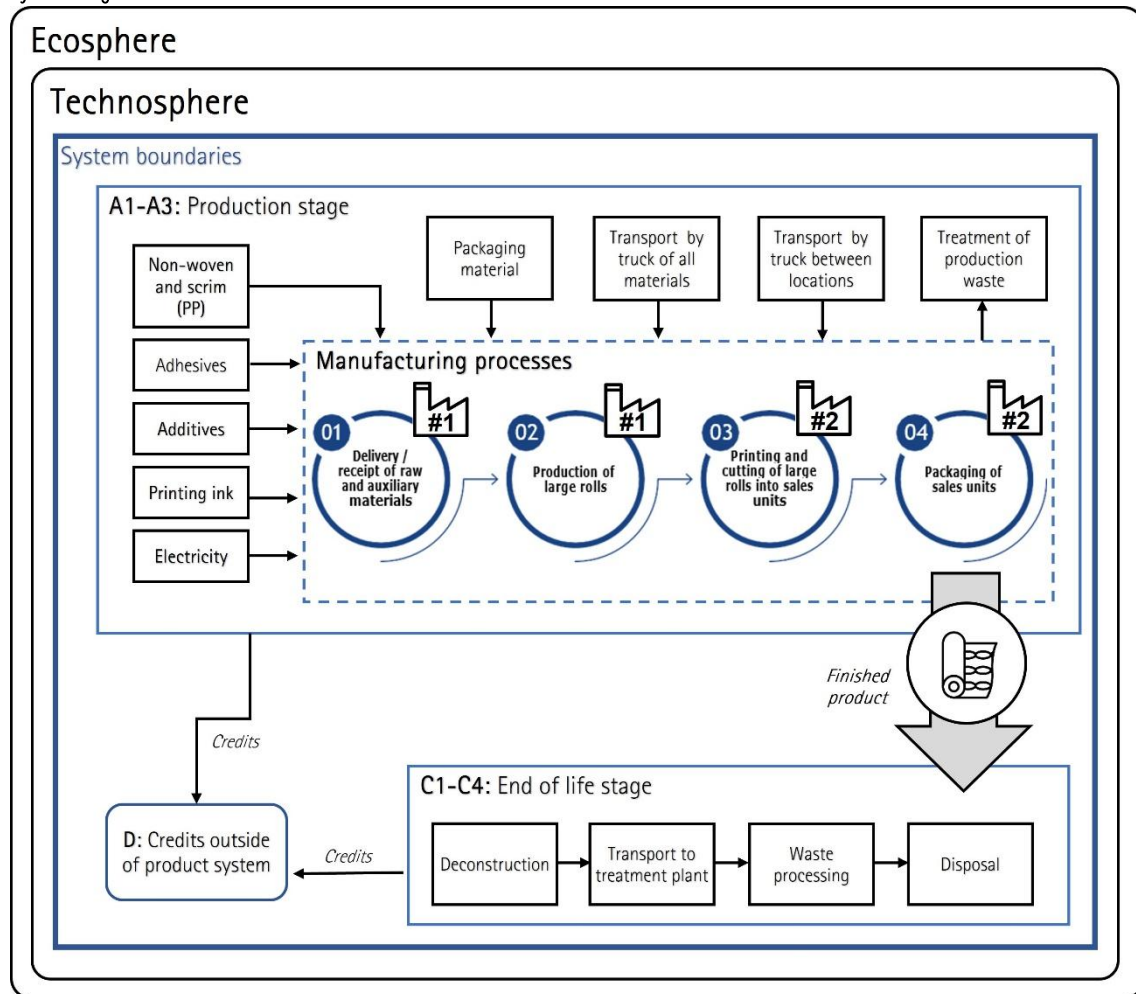 Ecosphere
Technosphere
System boundaries
A1-A3: Production stage
Non-woven
and scrim
(PP)
Packaging
material
Transport by
truck of all
materials
Transport by
truck between
locations
Treatment of
production
waste
Adhesives
Additives
Printing ink
Electricity
Manufacturing processes
#1
01
Delivery /
receipt of raw
and auxiliary
materials
#1
02
Production of
large rolls
#2
03
Printing and
cutting of large
rolls into sales
units
#2
04
Packaging of
sales units
Finished
product
Credits
D: Credits outside
of product system
Credits
C1-C4: End of life stage
Deconstruction
Transport to
treatment plant
Waste
processing
Disposal